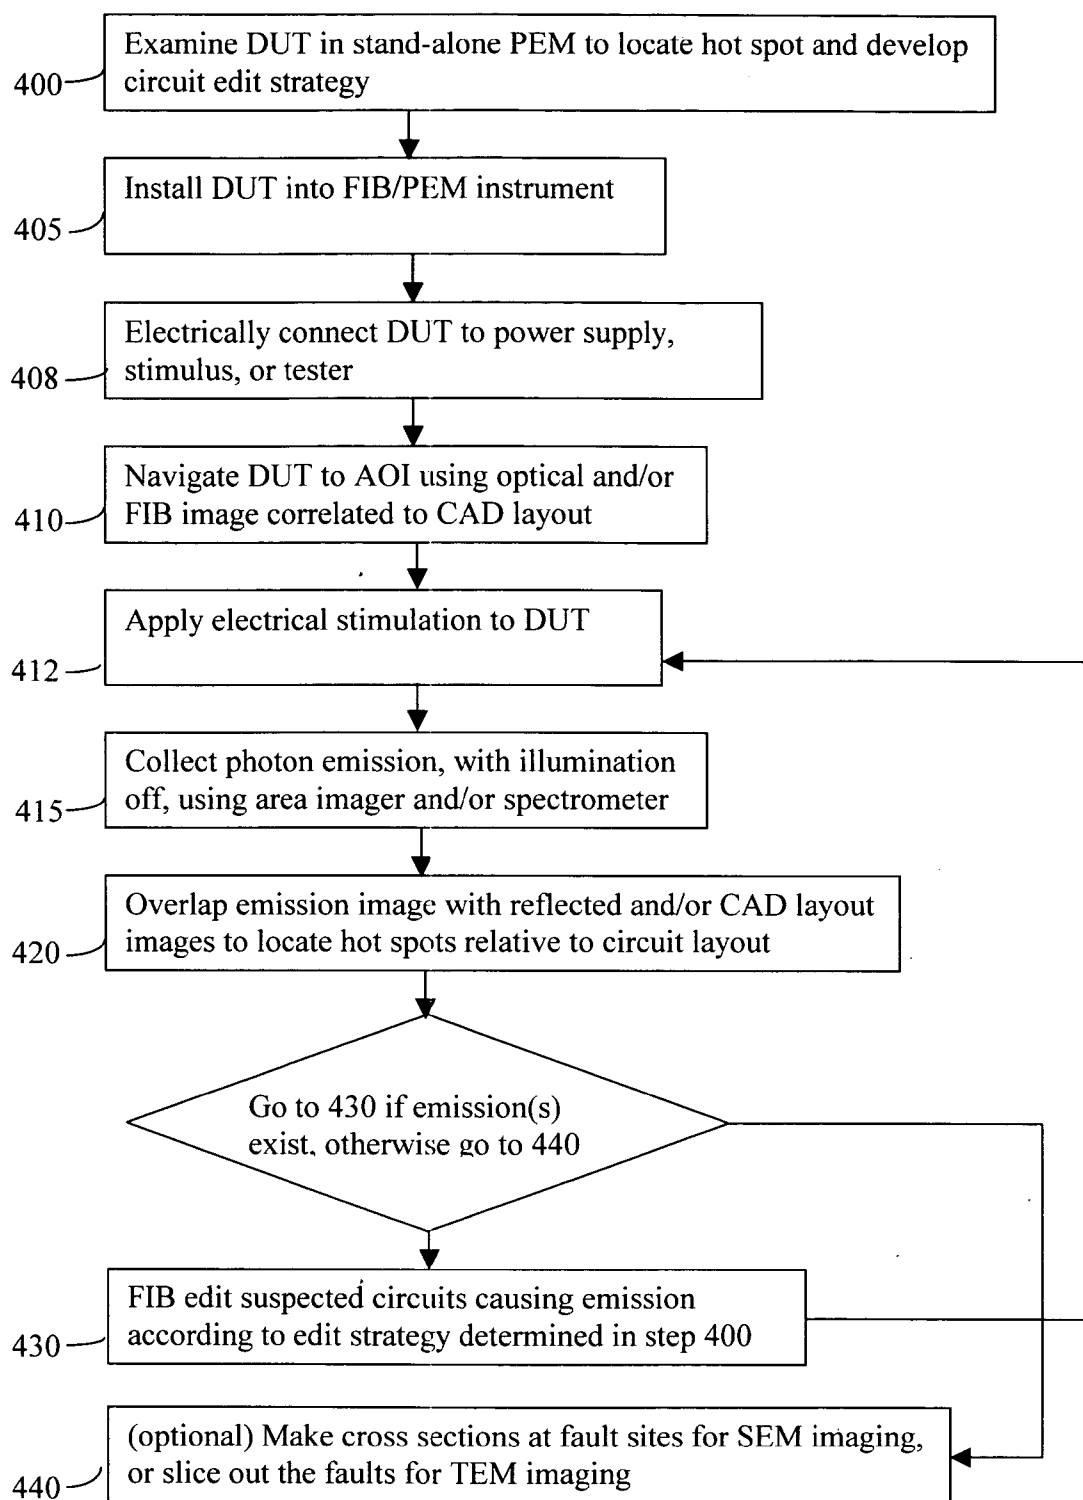 Examine DUT in stand-alone PEM to locate hot spot and develop
circuit edit strategy
400
Install DUT into FIB/PEM instrument
405
Electrically connect DUT to power supply,
stimulus, or tester
408
Navigate DUT to AOI using optical and/or
FIB image correlated to CAD layout
410
Apply electrical stimulation to DUT
412
Collect photon emission, with illumination
off, using area imager and/or spectrometer
415
Overlap emission image with reflected and/or CAD layout
images to locate hot spots relative to circuit layout
420
Go to 430 if emission(s)
exist, otherwise go to 440
FIB edit suspected circuits causing emission
according to edit strategy determined in step 400
430
(optional) Make cross sections at fault sites for SEM imaging,
or slice out the faults for TEM imaging
440